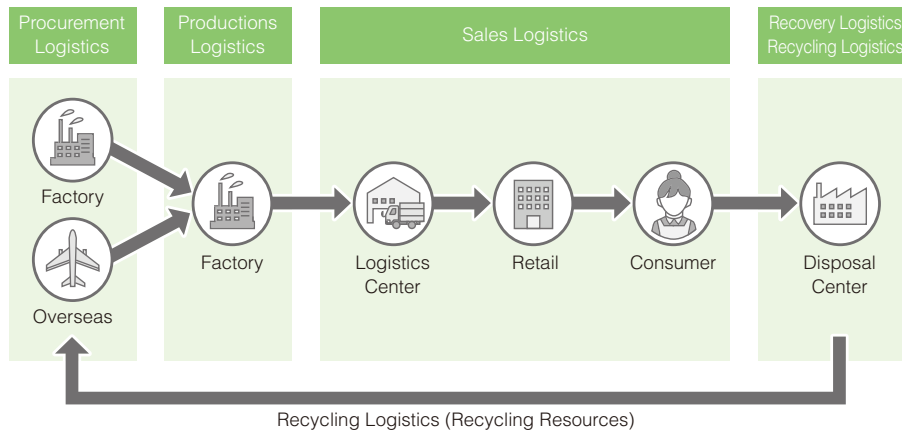 Procurement
Logistics
Productions
Logistics
Sales Logistics
Recovery Logistics
Recycling Logistics
Factory
Overseas
Factory
Logistics
Center
Retail
Consumer
Disposal
Center
Recycling Logistics (Recycling Resources)